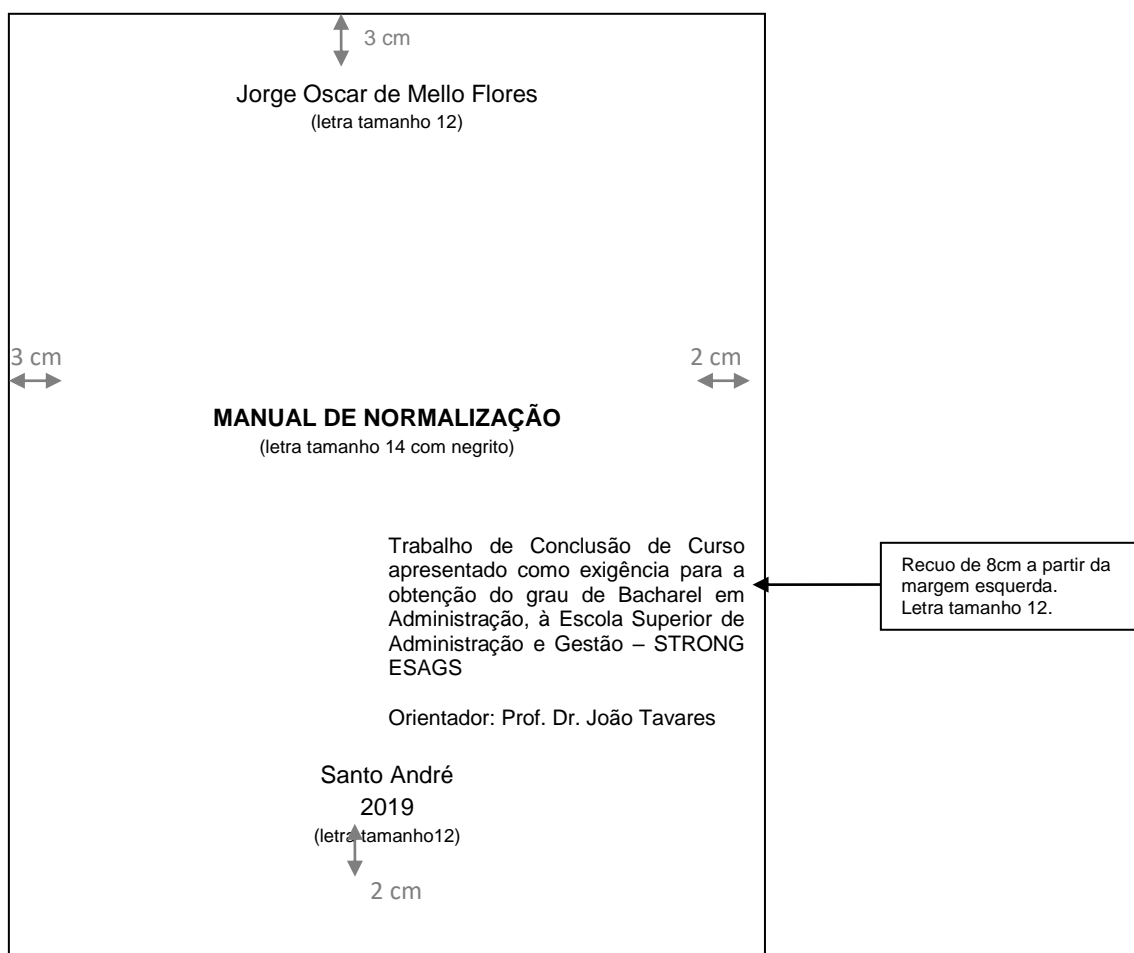 3 cm
Jorge Oscar de Mello Flores
(letra tamanho 12)
3 cm
2 cm
MANUAL DE NORMALIZAÇÃO
(letra tamanho 14 com negrito)
Trabalho de Conclusão de Curso
apresentado como exigência para a
obtenção do grau de Bacharel em
Administração, à Escola Superior de
Administração e Gestão – STRONG
ESAGS
Recuo de 8cm a partir da
margem esquerda.
Letra tamanho 12.
Orientador: Prof. Dr. João Tavares
Santo André
2019
(letra tamanho12)
2 cm